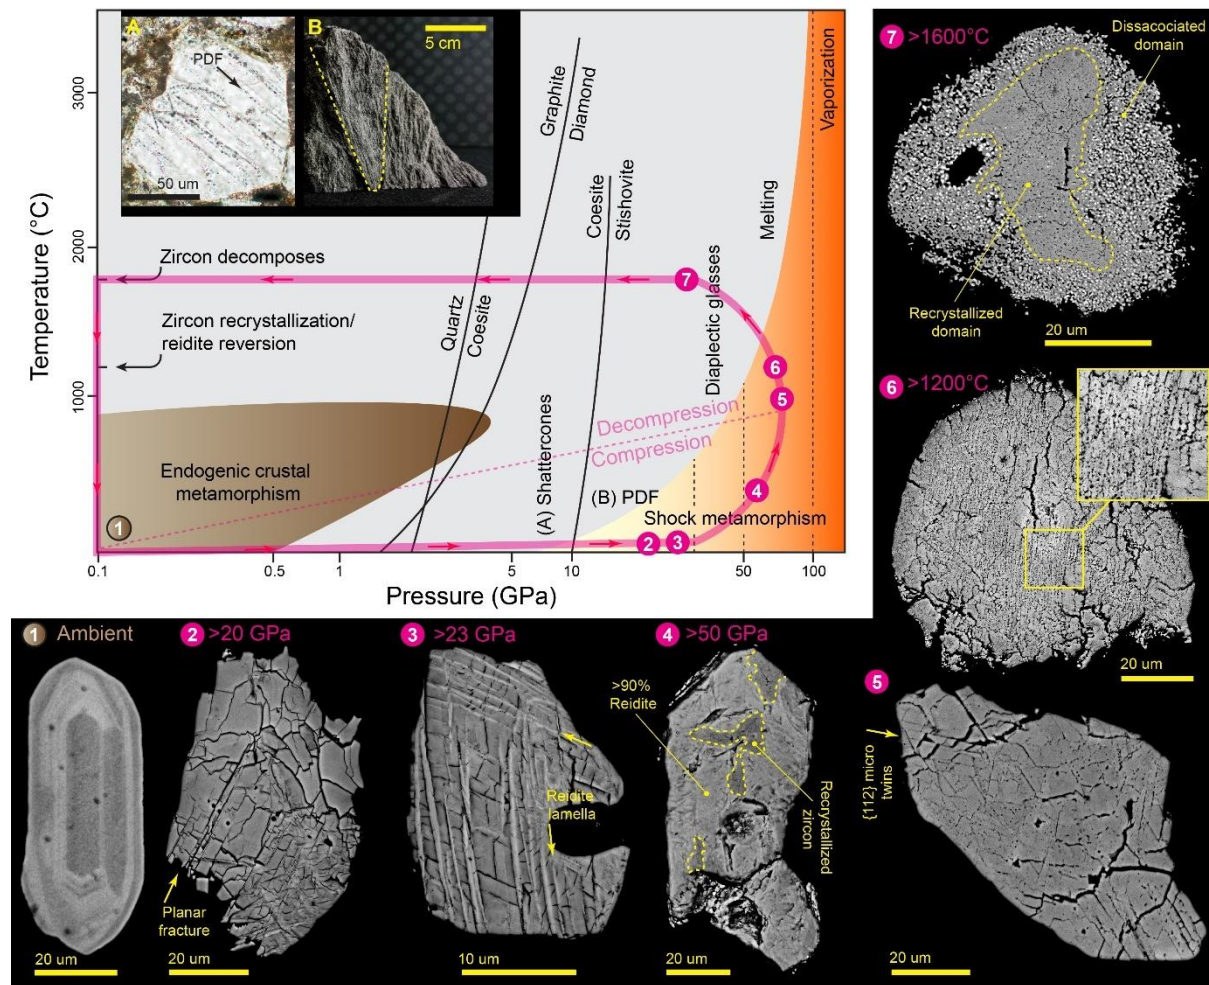 A
PDF
50 um
B
5 cm
Temperature (°C)
3000
2000
1000
Graphite
Diamond
Coesite
Stishovite
Quartz
Coesite
Vaporization
Melting
Diaplectic glasses
Zircon decomposes
Zircon recrystallization/
reidite reversion
Decompression
Compression
Endogenic crustal
metamorphism
(A) Shattercones
(B) PDF
Shock metamorphism
1
2
3
4
5
6
7
0.1
0.5
1
5
10
50
100
Pressure (GPa)
7 >1600°C
Dissacociated
domain
Recrystallized
domain
20 um
6 >1200°C
20 um
1 Ambient
20 um
2 >20 GPa
Planar
fracture
20 um
3 >23 GPa
Reidite
lamella
10 um
4 >50 GPa
>90%
Reidite
Recrystallized
zircon
20 um
5
{112} micro
twins
20 um